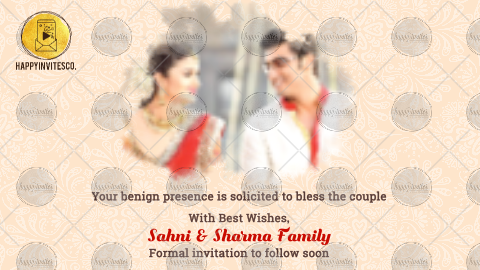 HAPPYINVITESCO.
Your benign presence is solicited to bless the couple
With Best Wishes,
Sahni & Sharma Family
Formal invitation to follow soon